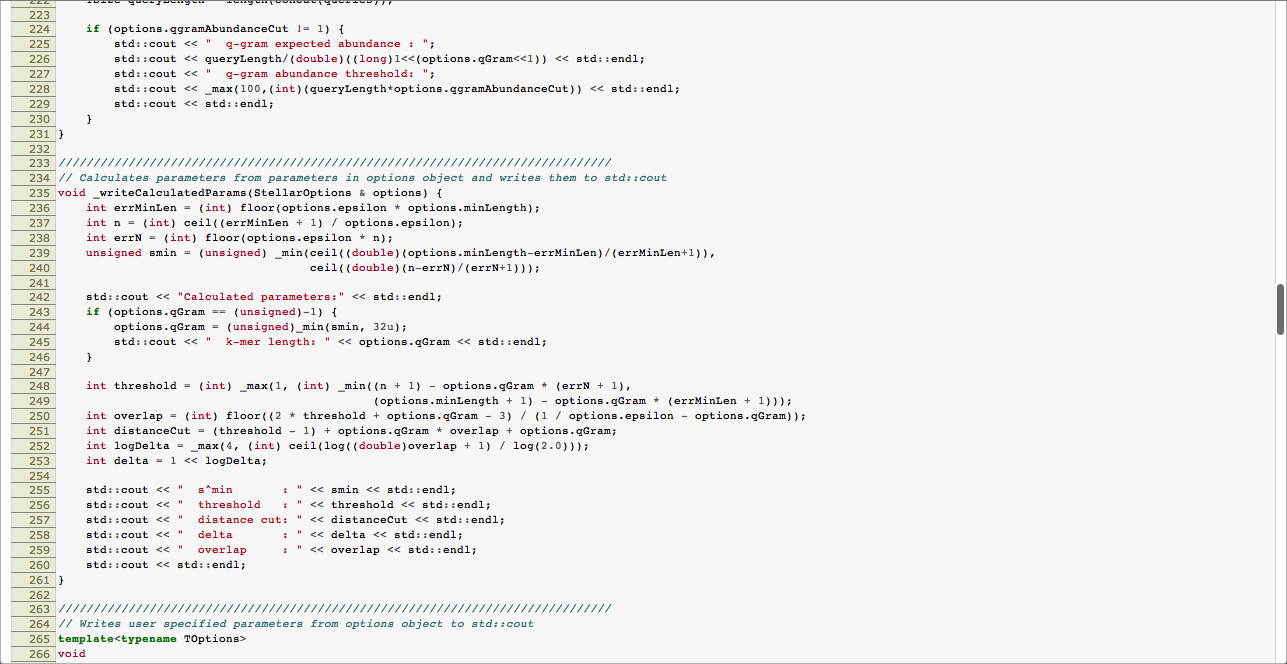 222
223
224 if (options.qgramAbundanceCut != 1) {
225 std::cout << "  q-gram expected abundance : ";
226 std::cout << queryLength/(double)((long)1<<(options.qGram<<1)) << std::endl;
227 std::cout << "  q-gram abundance threshold: ";
228 std::cout << _max(100,(int)(queryLength*options.qgramAbundanceCut)) << std::endl;
229 std::cout << std::endl;
230 }
231 }
232
233 ///////////////////////////////////////////////////////////////////////////////
234 // Calculates parameters from parameters in options object and writes them to std::cout
235 void _writeCalculatedParams(StellarOptions & options) {
236 int errMinLen = (int) floor(options.epsilon * options.minLength);
237 int n = (int) ceil((errMinLen + 1) / options.epsilon);
238 int errN = (int) floor(options.epsilon * n);
239 unsigned smin = (unsigned) _min(ceil((double)(options.minLength-errMinLen)/(errMinLen+1)),
240 ceil((double)(n-errN)/(errN+1)));
241
242 std::cout << "Calculated parameters:" << std::endl;
243 if (options.qGram == (unsigned)-1) {
244 options.qGram = (unsigned)_min(smin, 32u);
245 std::cout << "  k-mer length: " << options.qGram << std::endl;
246 }
247
248 int threshold = (int) _max(1, (int) _min((n + 1) - options.qGram * (errN + 1),
249 (options.minLength + 1) - options.qGram * (errMinLen + 1)));
250 int overlap = (int) floor((2 * threshold + options.qGram - 3) / (1 / options.epsilon - options.qGram));
251 int distanceCut = (threshold - 1) + options.qGram * overlap + options.qGram;
252 int logDelta = _max(4, (int) ceil(log((double)overlap + 1) / log(2.0)));
253 int delta = 1 << logDelta;
254
255 std::cout << "  s^min       : " << smin << std::endl;
256 std::cout << "  threshold   : " << threshold << std::endl;
257 std::cout << "  distance cut: " << distanceCut << std::endl;
258 std::cout << "  delta       : " << delta << std::endl;
259 std::cout << "  overlap     : " << overlap << std::endl;
260 std::cout << std::endl;
261 }
262
263 ///////////////////////////////////////////////////////////////////////////////
264 // Writes user specified parameters from options object to std::cout
265 template<typename TOptions>
266 void